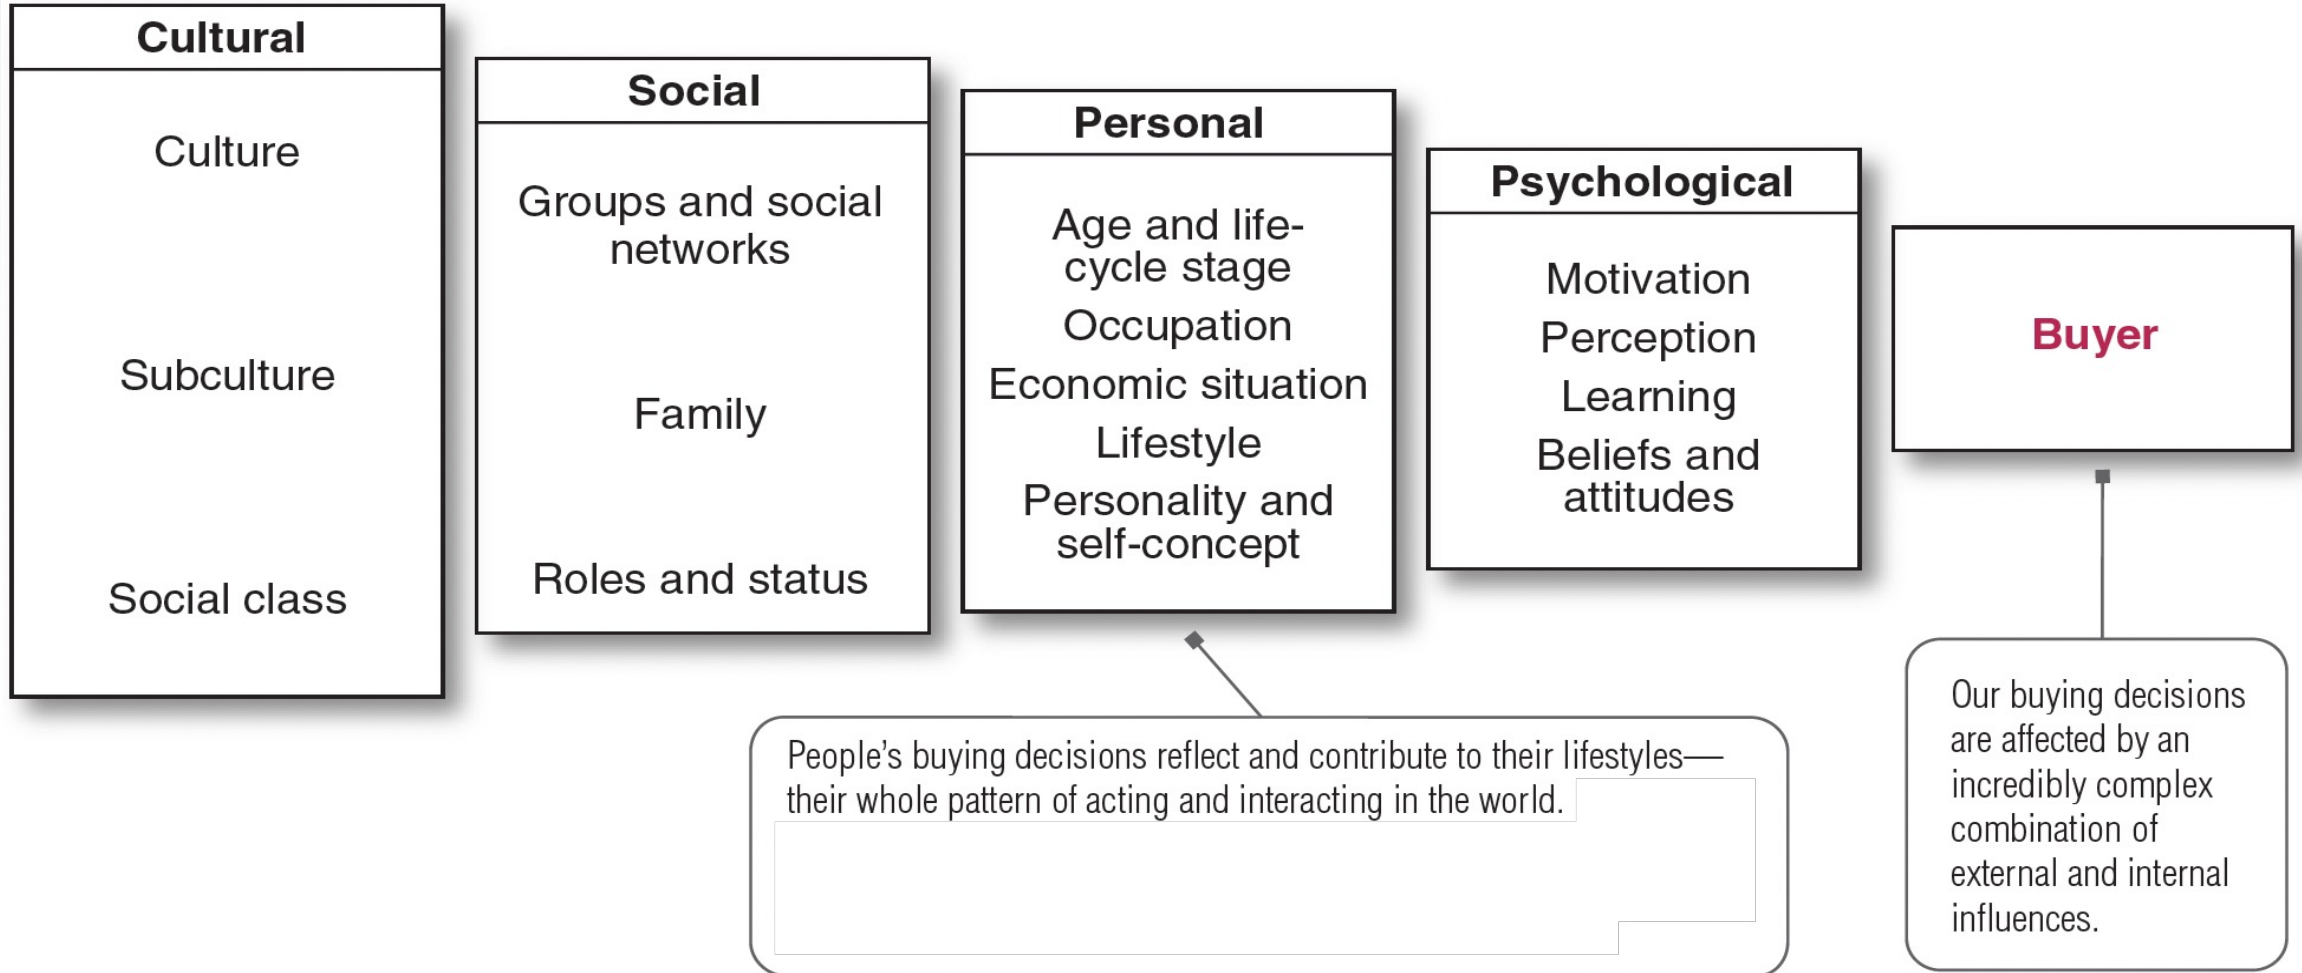 Cultural
Culture
Subculture
Social class
Social
Groups and social
networks
Family
Roles and status
Personal
Age and life-
cycle stage
Occupation
Economic situation
Lifestyle
Personality and
self-concept
Psychological
Motivation
Perception
Learning
Beliefs and
attitudes
Buyer
People’s buying decisions reflect and contribute to their lifestyles—
their whole pattern of acting and interacting in the world.
Our buying decisions
are affected by an
incredibly complex
combination of
external and internal
influences.